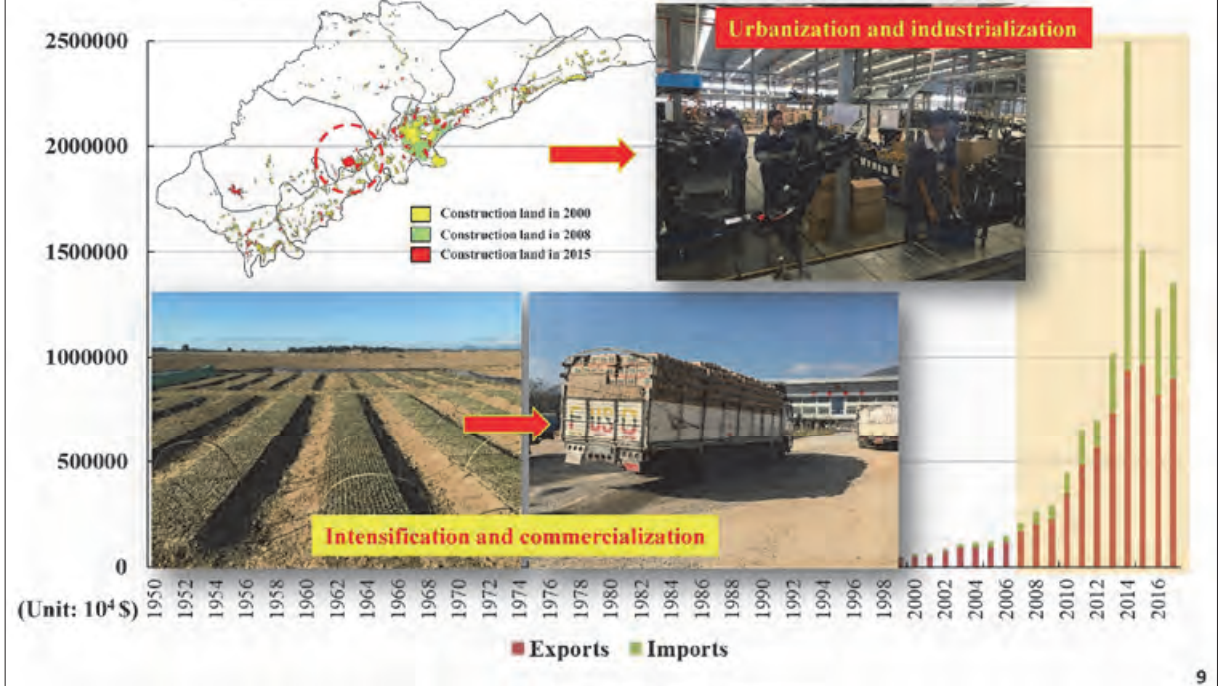 Urbanization and industrialization
2500000
2000000
1500000
1000000
500000
0
Construction land in 2000
Construction land in 2008
Construction land in 2015
Intensification and commercialization
(Unit: 10⁴ $)
1950 1952 1954 1956 1958 1960 1962 1964 1966 1968 1970 1972 1974 1976 1978 1980 1982 1984 1986 1988 1990 1992 1994 1996 1998 2000 2002 2004 2006 2008 2010 2012 2014 2016
Exports Imports
9